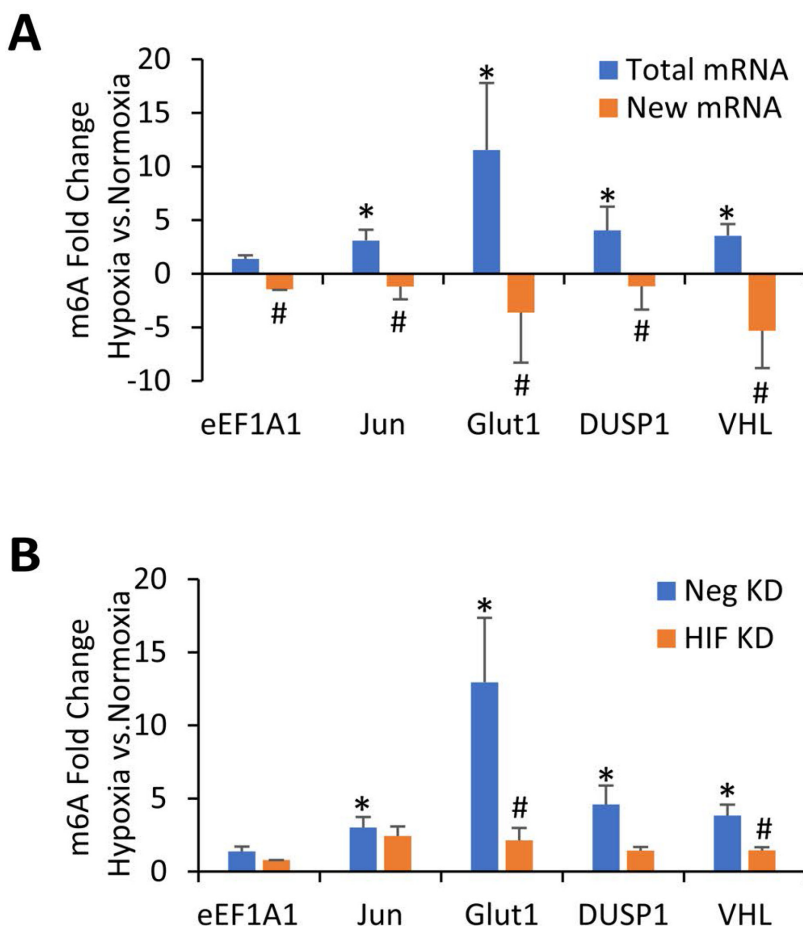 A
m6A Fold Change
Hypoxia vs.Normoxia
20
15
10
5
0
-5
-10
Total mRNA
New mRNA
*
*
*
*
#
#
#
#
#
eEF1A1 Jun Glut1 DUSP1 VHL
B
m6A Fold Change
Hypoxia vs.Normoxia
20
15
10
5
0
Neg KD
HIF KD
*
*
#
*
*
#
eEF1A1 Jun Glut1 DUSP1 VHL